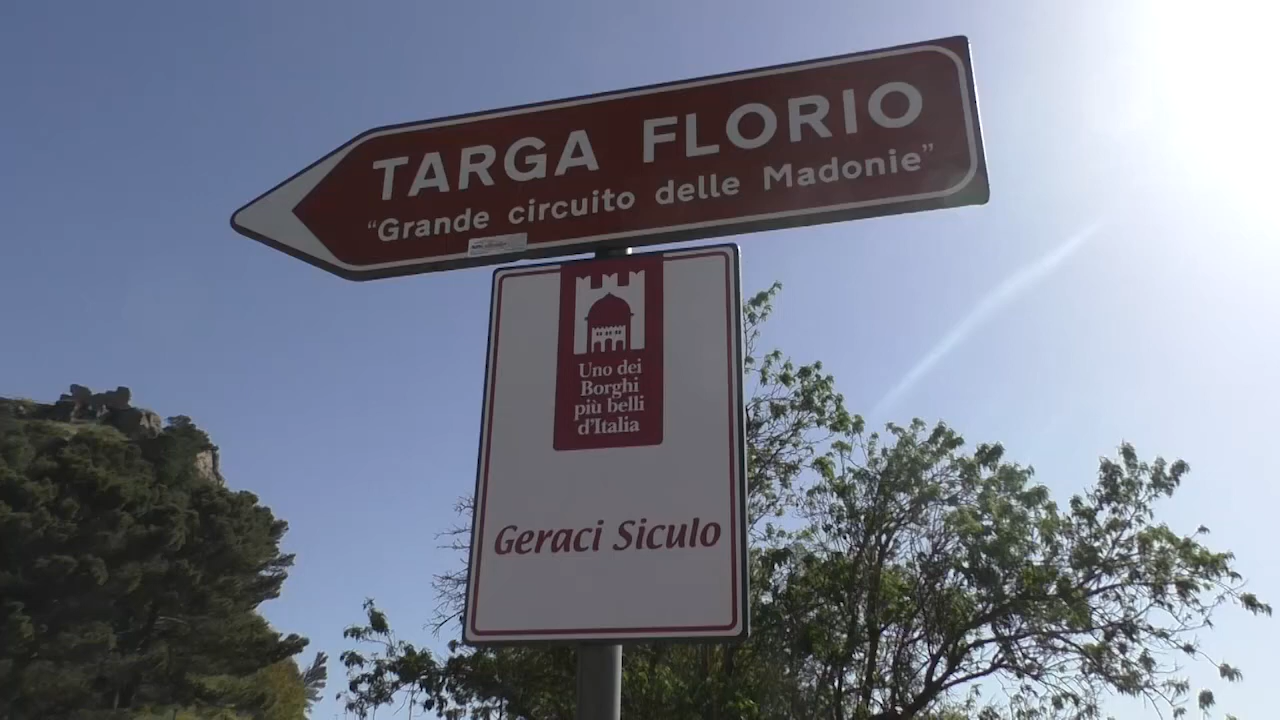 TARGA FLORIO
“Grande circuito delle Madonie”
Uno dei
Borghi
più belli
d'Italia
Geraci Siculo